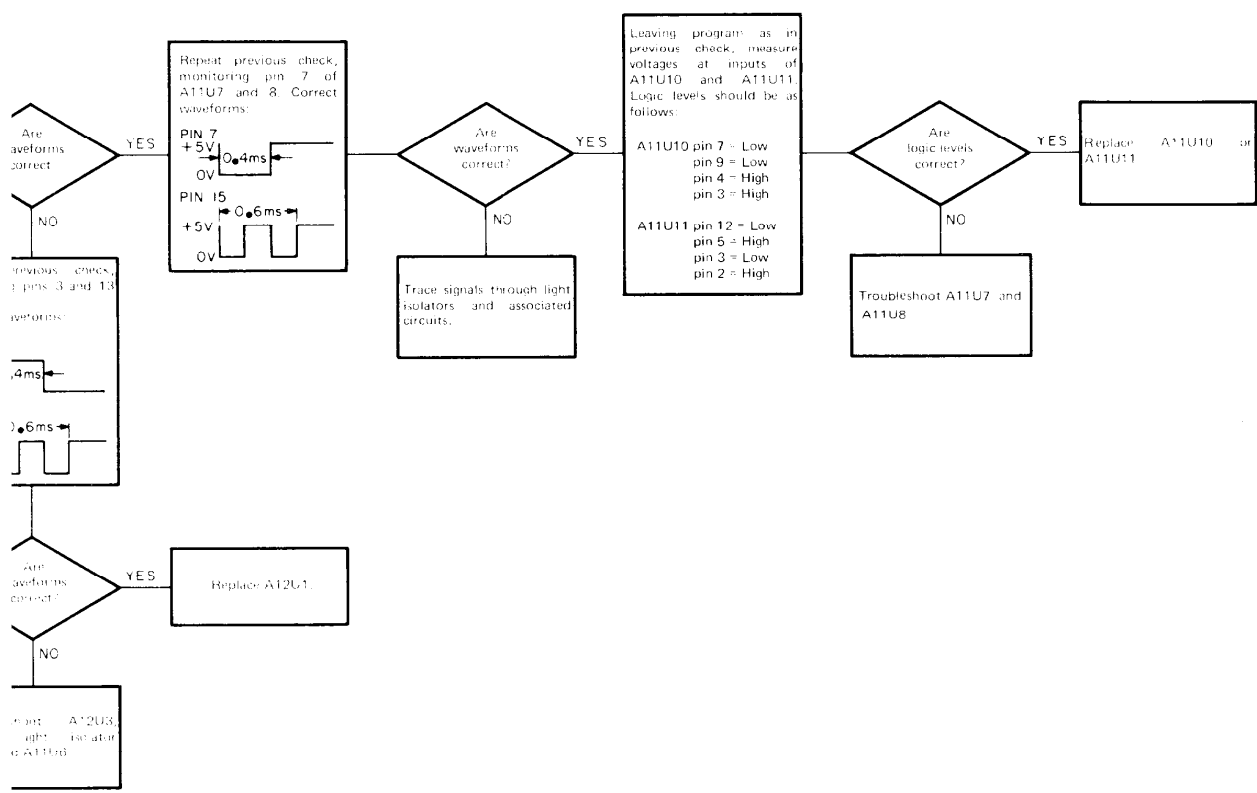 Are
waveforms
correct
YES
NO
Repeat previous check,
monitoring pin 7 of
A11U7 and 8. Correct
waveforms:
PIN 7
+5V
0.4ms
0V
PIN 15
0.6ms
+5V
0V
Are
waveforms
correct?
YES
NO
Trace signals through light
isolators and associated
circuits.
Leaving program as in
previous check, measure
voltages at inputs of
A11U10 and A11U11.
Logic levels should be as
follows:
A11U10 pin 7 = Low
pin 9 = Low
pin 4 = High
pin 3 = High
A11U11 pin 12 = Low
pin 5 = High
pin 3 = Low
pin 2 = High
Are
logic levels
correct?
YES
NO
Replace A11U10 or
A11U11
Troubleshoot A11U7 and
A11U8
previous check,
pins 3 and 13
waveforms:
.4ms
0.6ms
Are
waveforms
correct?
YES
NO
Replace A12U1.
hoot A12U3,
light isolator
A11U6